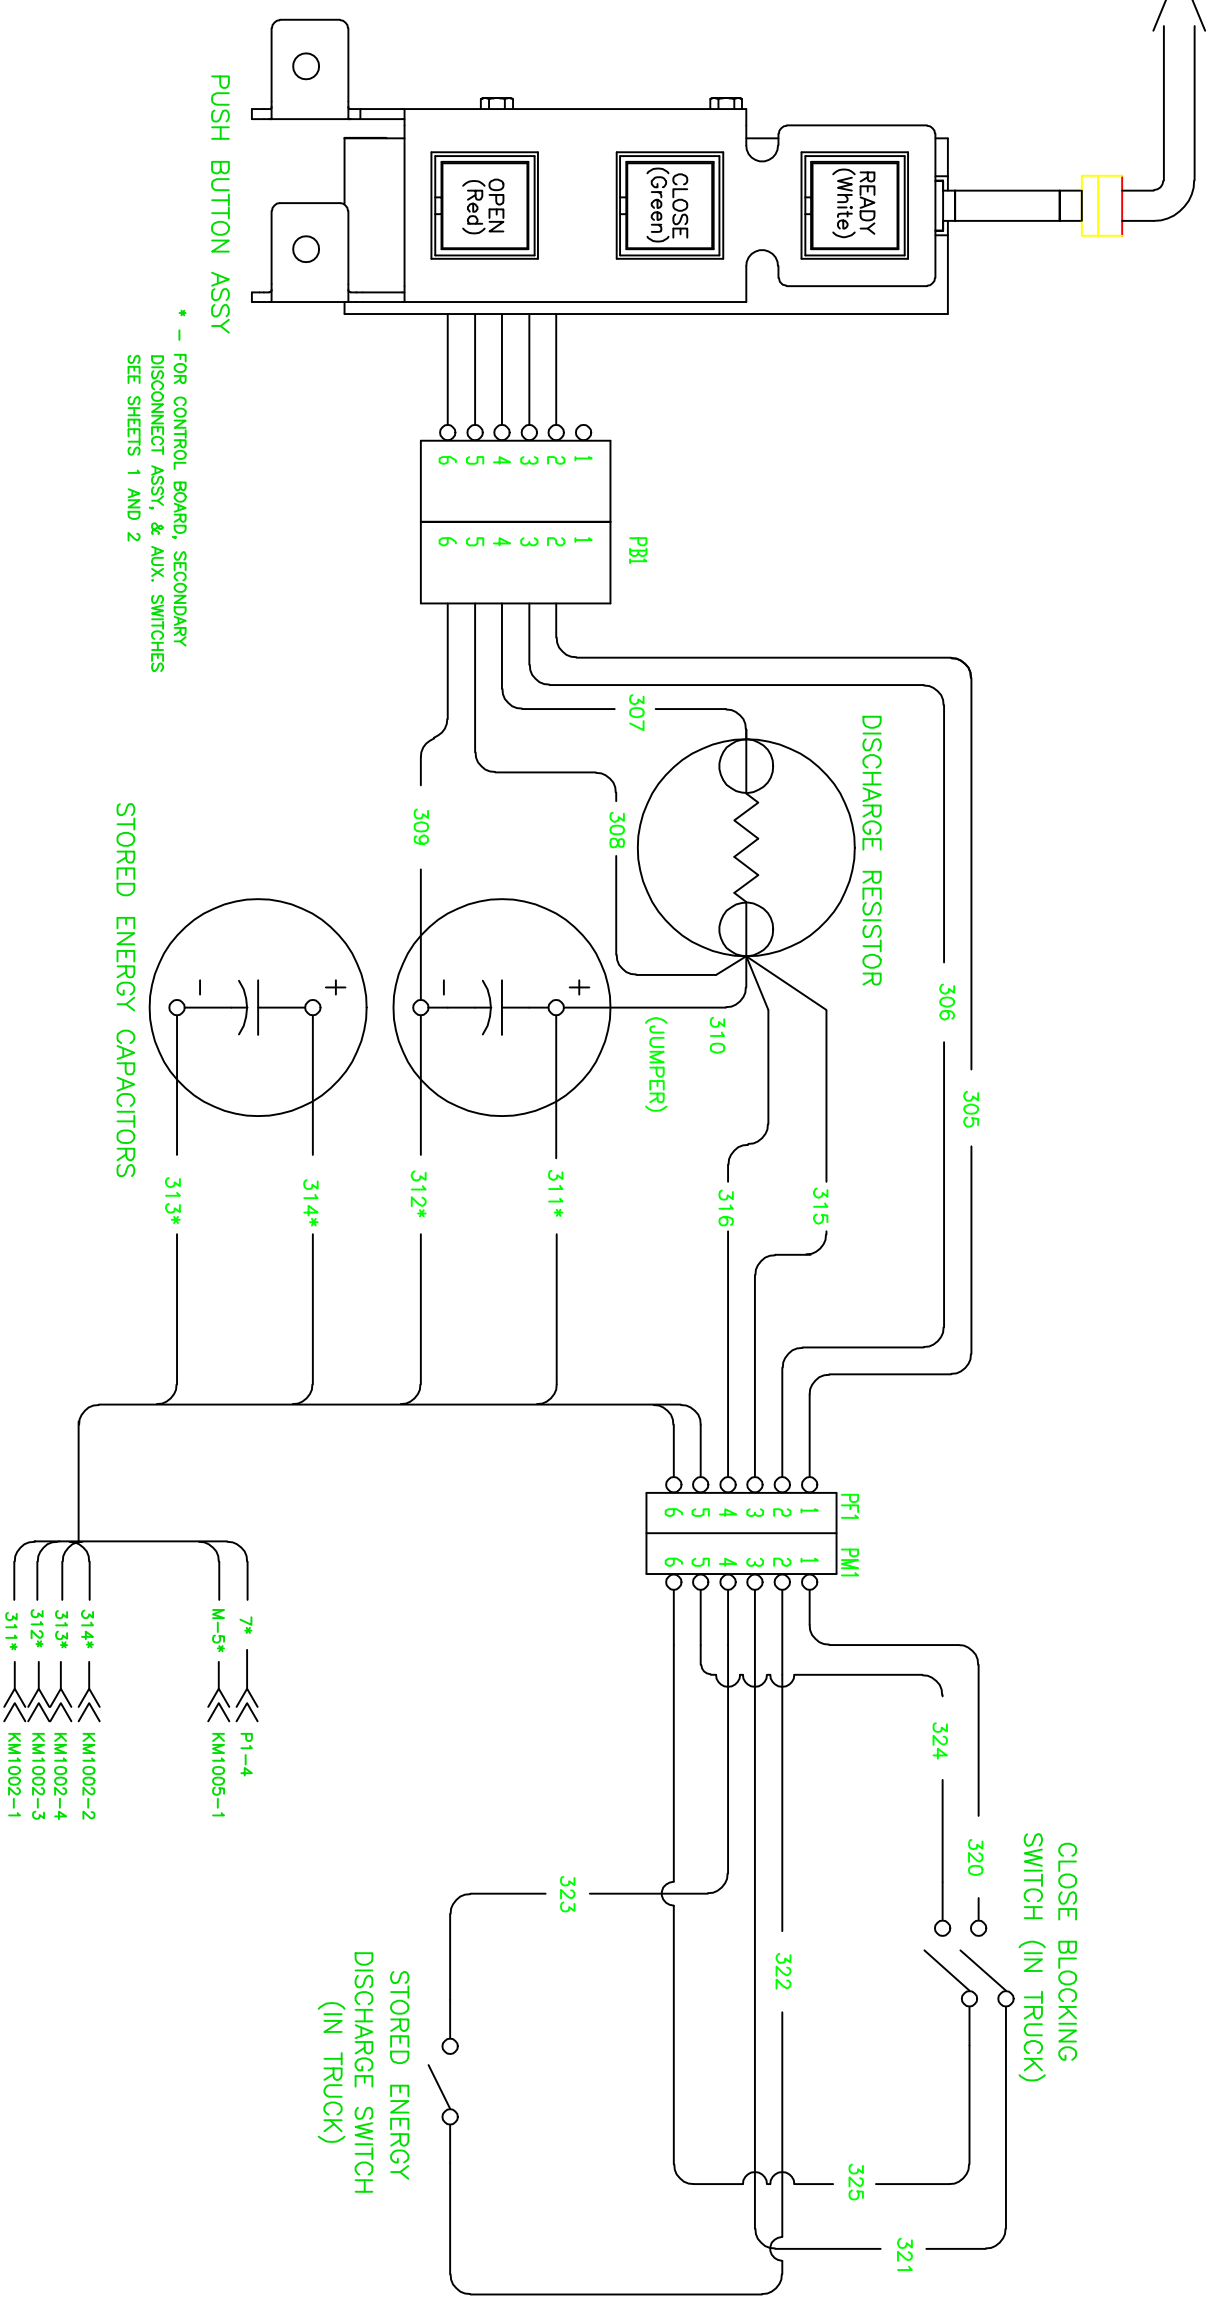 READY
(White)
CLOSE
(Green)
OPEN
(Red)
PUSH BUTTON ASSY
* - FOR CONTROL BOARD, SECONDARY
DISCONNECT ASSY, & AUX. SWITCHES
SEE SHEETS 1 AND 2
PB1
1 1
2 2
3 3
4 4
5 5
6 6
DISCHARGE RESISTOR
305
306
307
308
309
310
(JUMPER)
STORED ENERGY CAPACITORS
+
-
+
-
315
316
311*
312*
314*
313*
PF1 PM1
1 1
2 2
3 3
4 4
5 5
6 6
7* P1-4
M-5* KM1005-1
314* KM1002-2
313* KM1002-4
312* KM1002-3
311* KM1002-1
CLOSE BLOCKING
SWITCH (IN TRUCK)
320
324
322
323
325
321
STORED ENERGY
DISCHARGE SWITCH
(IN TRUCK)